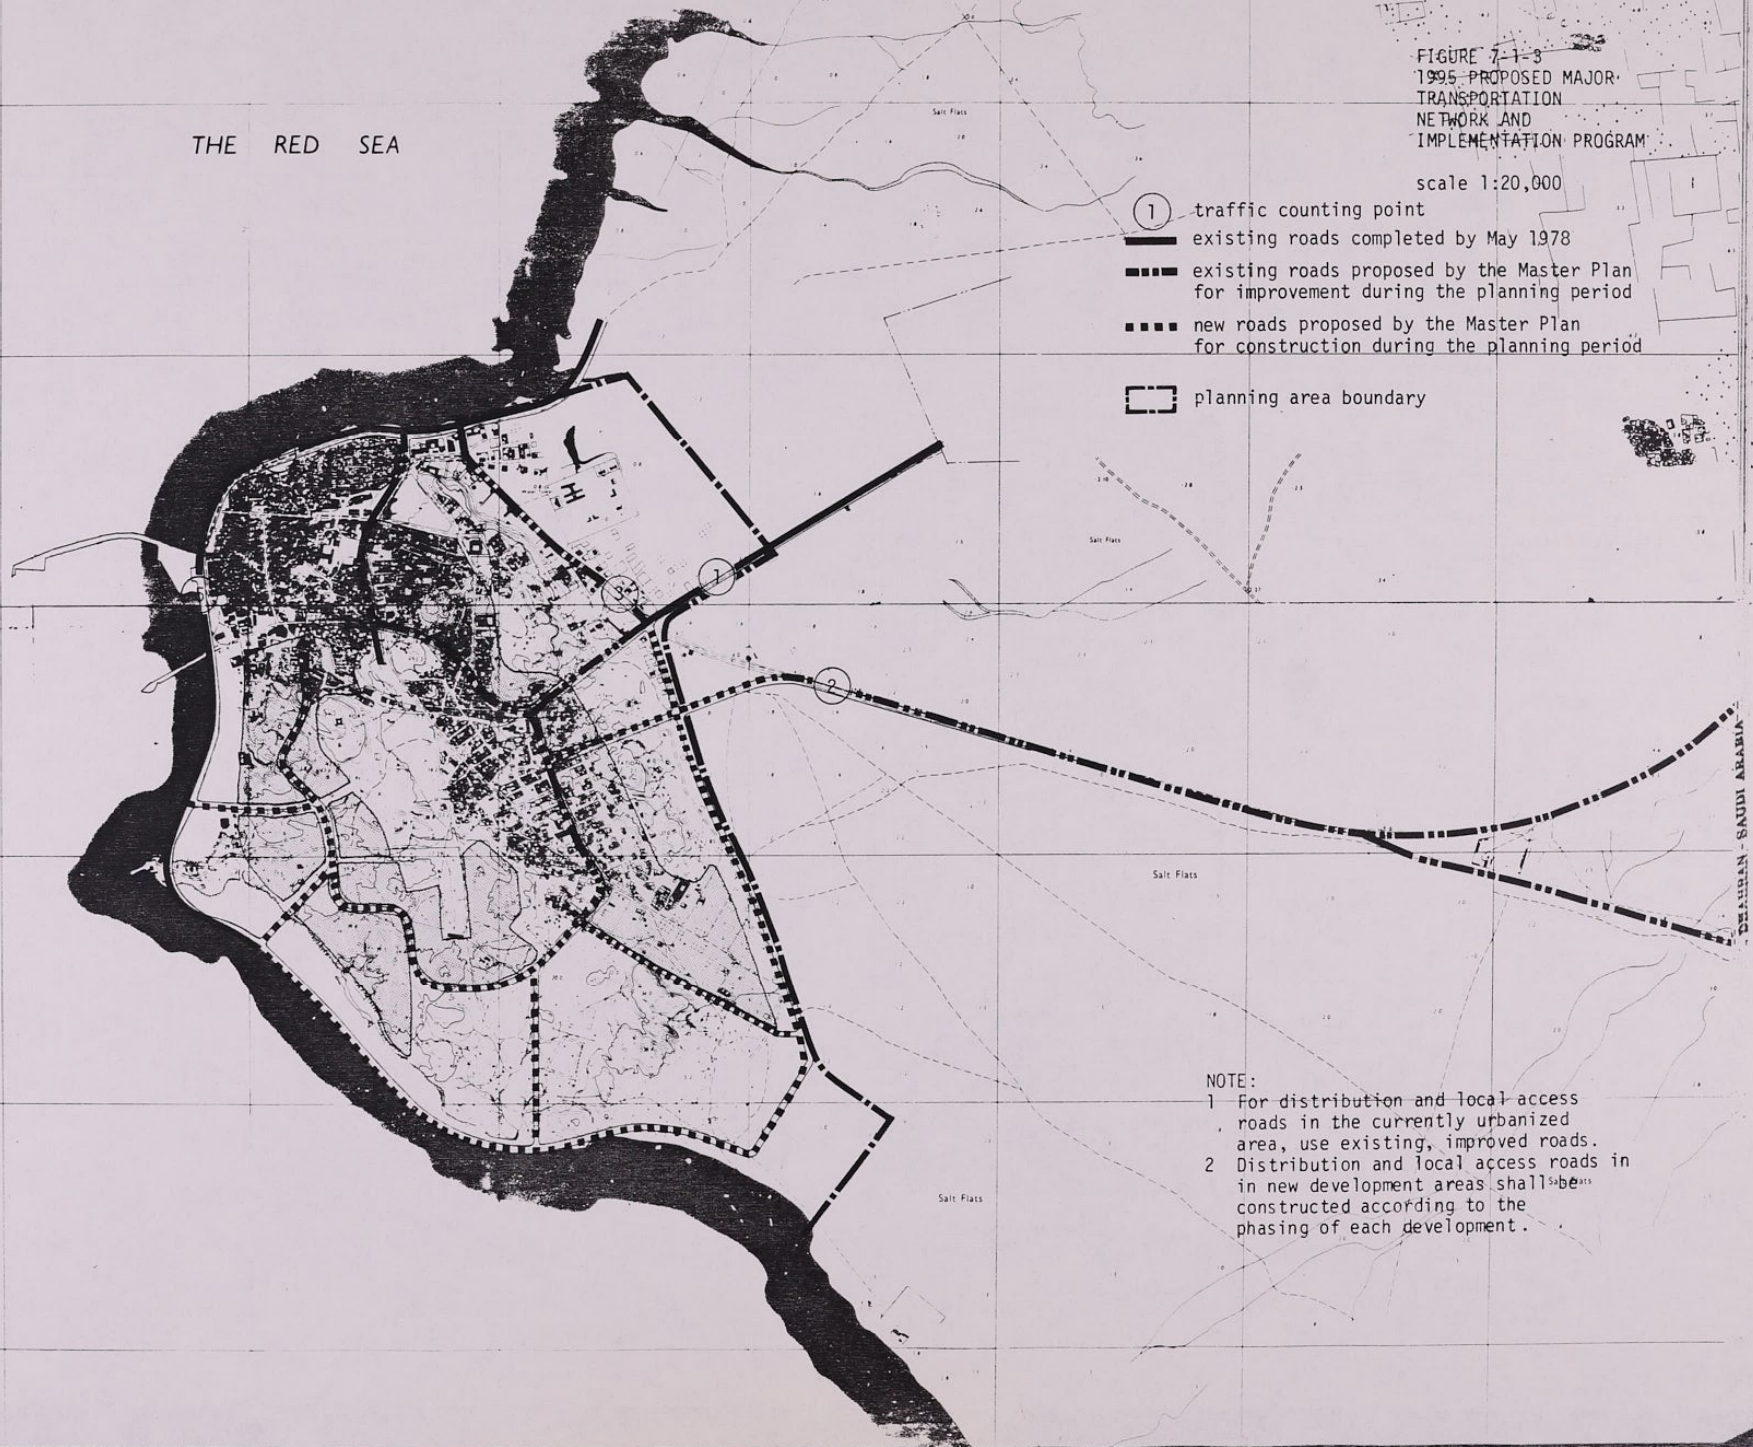 FIGURE 7-1-3
1995 PROPOSED MAJOR
TRANSPORTATION
NETWORK AND
IMPLEMENTATION PROGRAM
scale 1:20,000
THE RED SEA
1 traffic counting point
existing roads completed by May 1978
existing roads proposed by the Master Plan
for improvement during the planning period
new roads proposed by the Master Plan
for construction during the planning period
planning area boundary
Salt Flats
Salt Flats
3
1
2
DHAHRAN - SAUDI ARABIA
Salt Flats
NOTE:
1 For distribution and local access
roads in the currently urbanized
area, use existing, improved roads.
2 Distribution and local access roads in
in new development areas shall be
constructed according to the
phasing of each development.
Salt Flats
Salt Flats